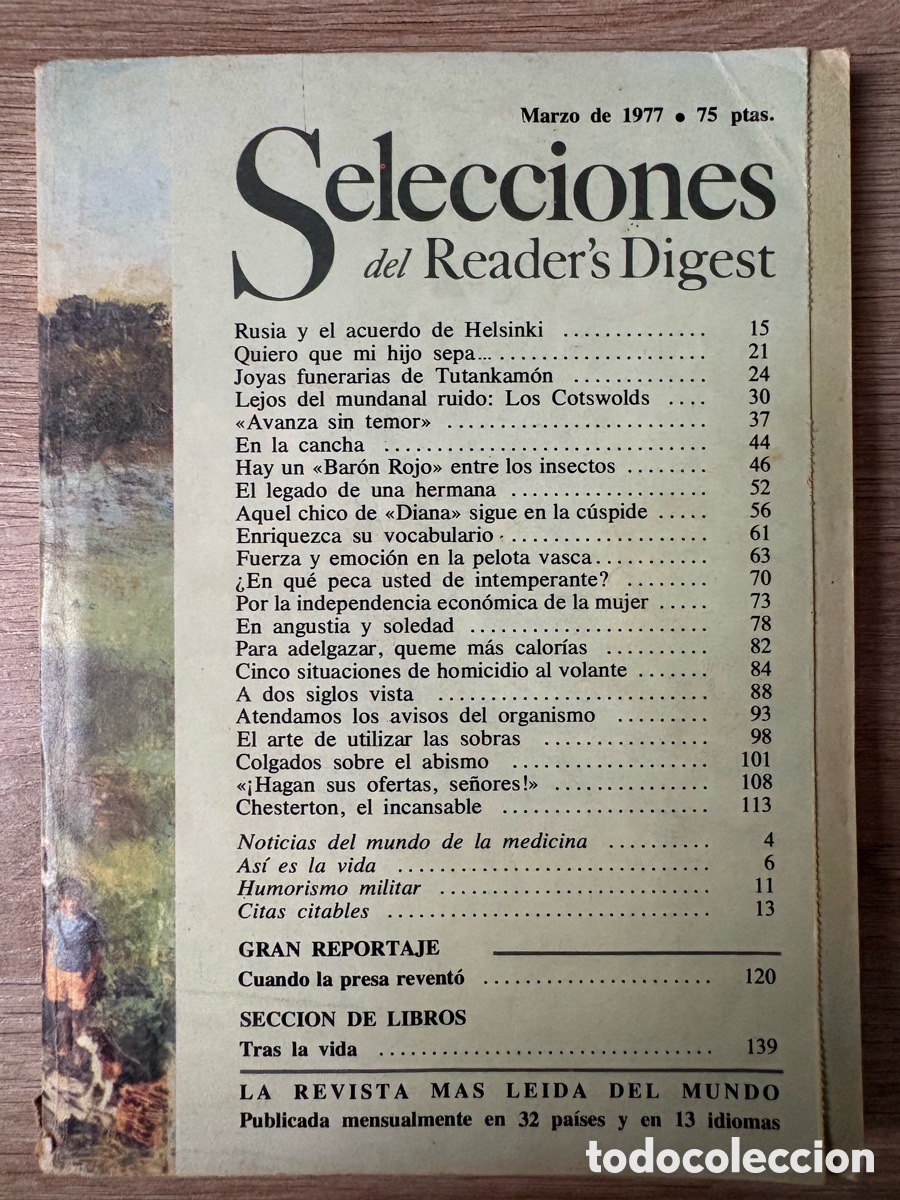 Marzo de 1977 • 75 ptas.
Selecciones
del Reader's Digest
Rusia y el acuerdo de Helsinki .............. 15
Quiero que mi hijo sepa... .................... 21
Joyas funerarias de Tutankamón ............. 24
Lejos del mundanal ruido: Los Cotswolds .... 30
«Avanza sin temor» ......................... 37
En la cancha ............................... 44
Hay un «Barón Rojo» entre los insectos ........ 46
El legado de una hermana ................... 52
Aquel chico de «Diana» sigue en la cúspide ..... 56
Enriquezca su vocabulario ................... 61
Fuerza y emoción en la pelota vasca ........... 63
¿En qué peca usted de intemperante? ........ 70
Por la independencia económica de la mujer ..... 73
En angustia y soledad ....................... 78
Para adelgazar, queme más calorías .......... 82
Cinco situaciones de homicidio al volante ....... 84
A dos siglos vista .......................... 88
Atendamos los avisos del organismo ......... 93
El arte de utilizar las sobras ................ 98
Colgados sobre el abismo ................. 101
«¡Hagan sus ofertas, señores!» ............... 108
Chesterton, el incansable .................... 113
Noticias del mundo de la medicina .......... 4
Así es la vida .............................. 6
Humorismo militar .......................... 11
Citas citables ............................... 13
GRAN REPORTAJE
Cuando la presa reventó ...................... 120
SECCION DE LIBROS
Tras la vida ................................ 139
LA REVISTA MAS LEIDA DEL MUNDO
Publicada mensualmente en 32 países y en 13 idiomas
todocoleccion